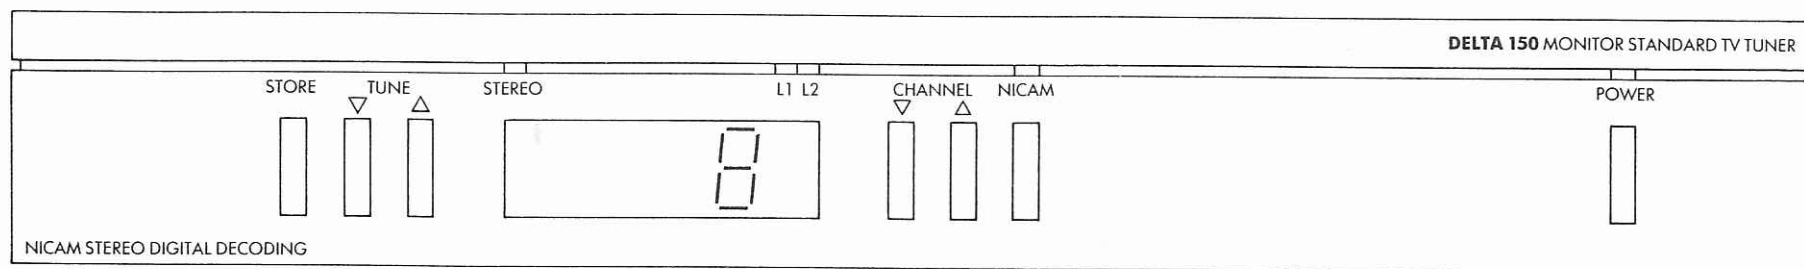 DELTA 150 MONITOR STANDARD TV TUNER
STORE TUNE STEREO L1 L2 CHANNEL NICAM POWER
8
NICAM STEREO DIGITAL DECODING